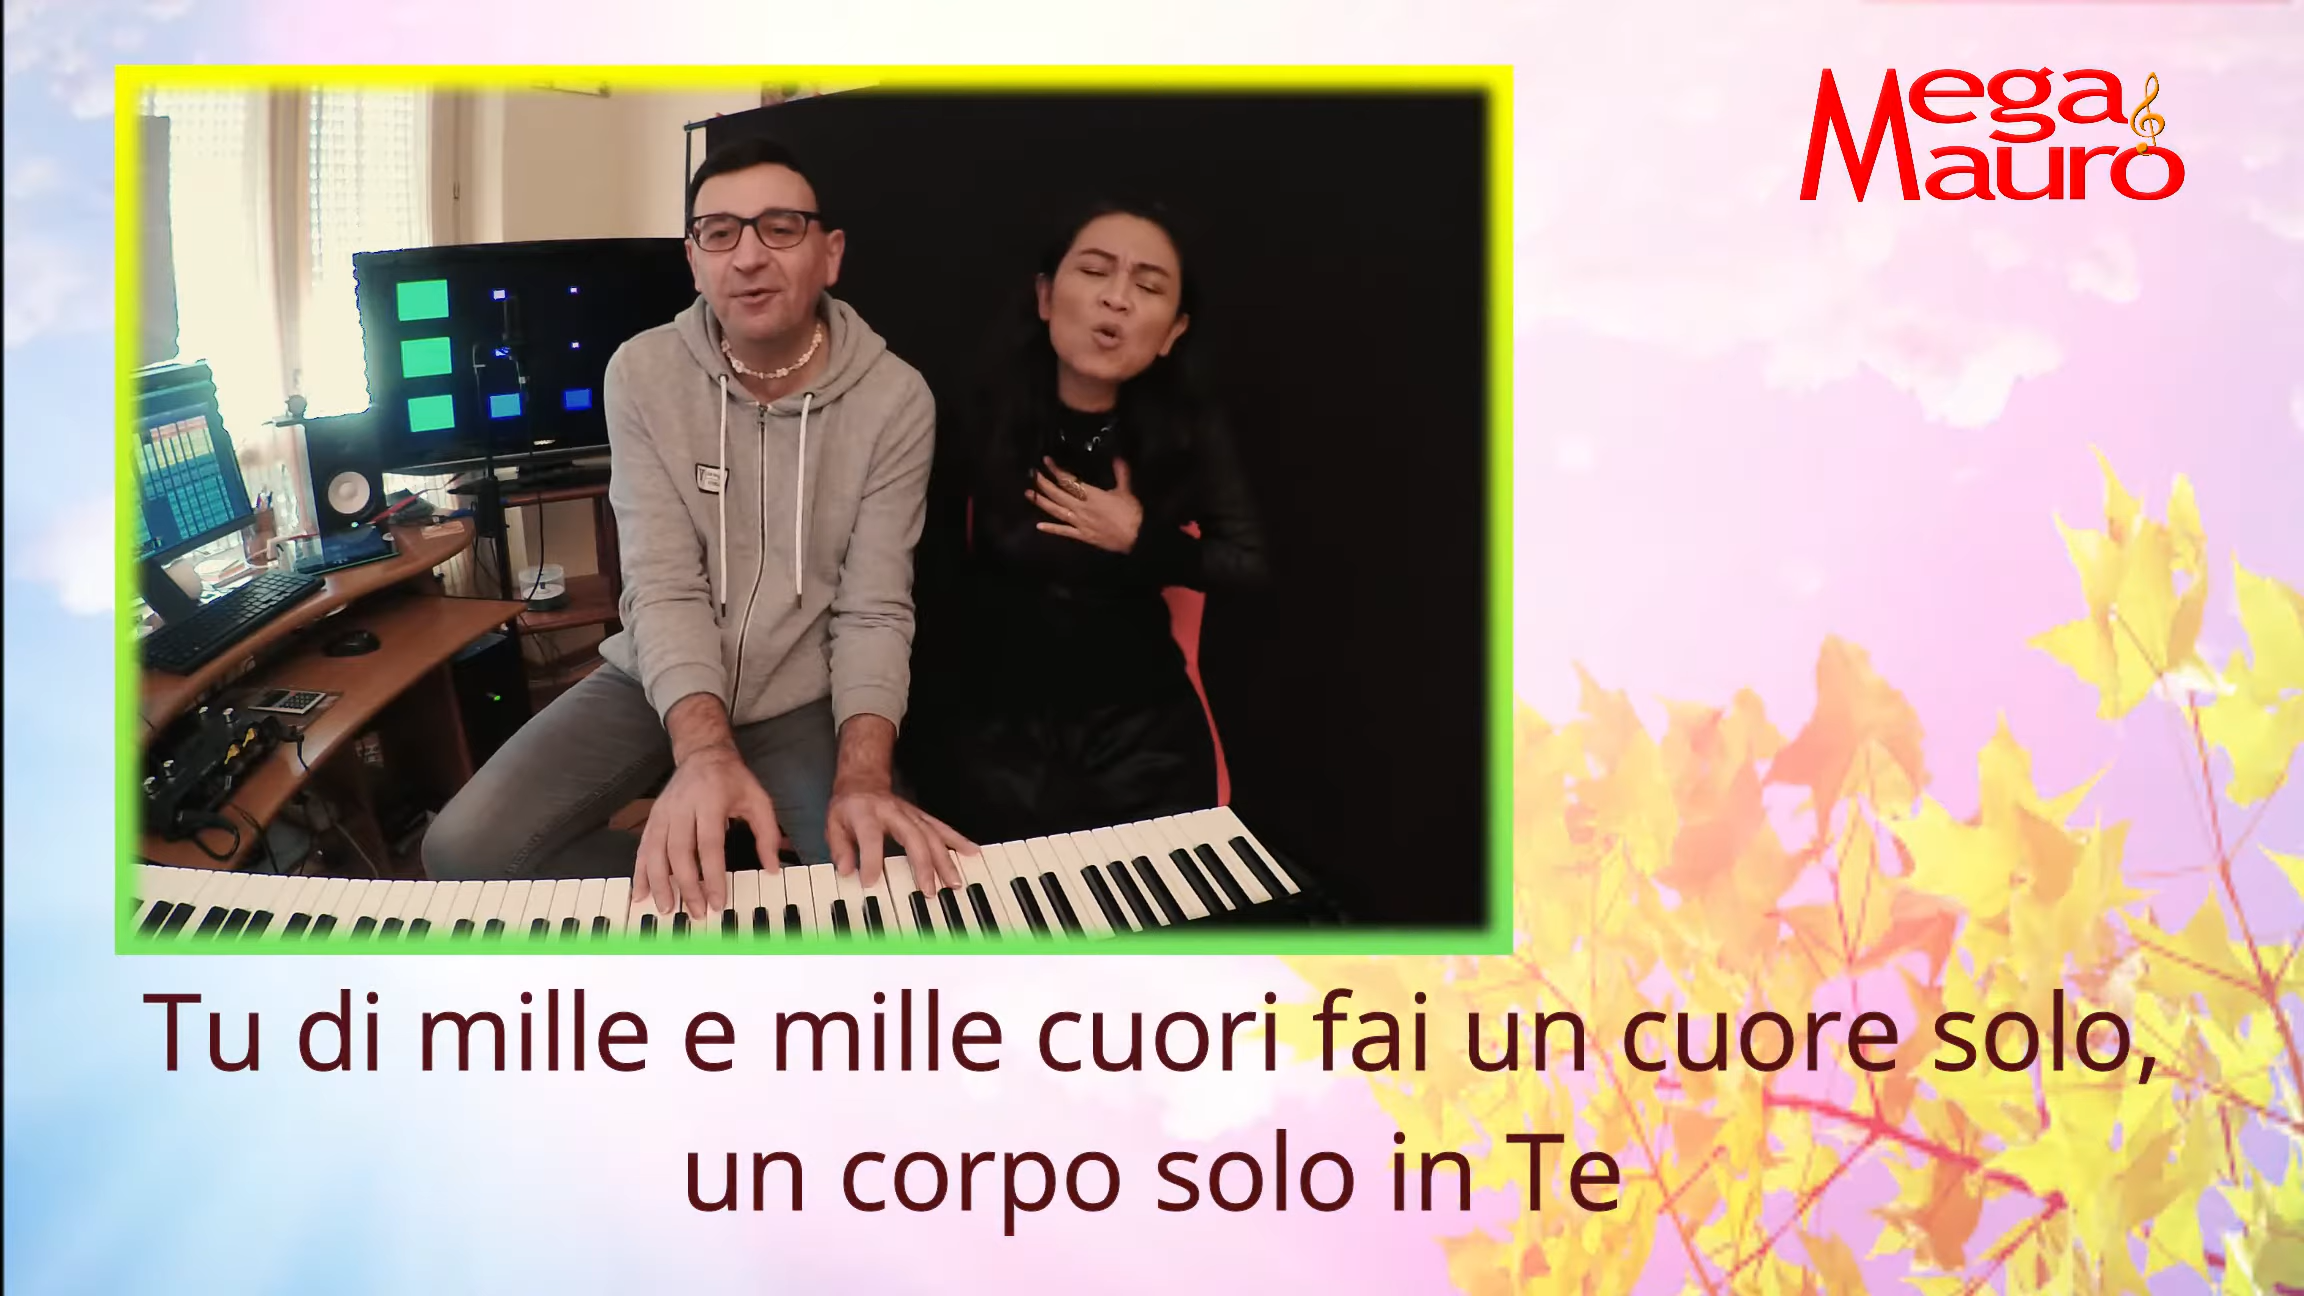 Mega
Mauro
Tu di mille e mille cuori fai un cuore solo,
un corpo solo in Te